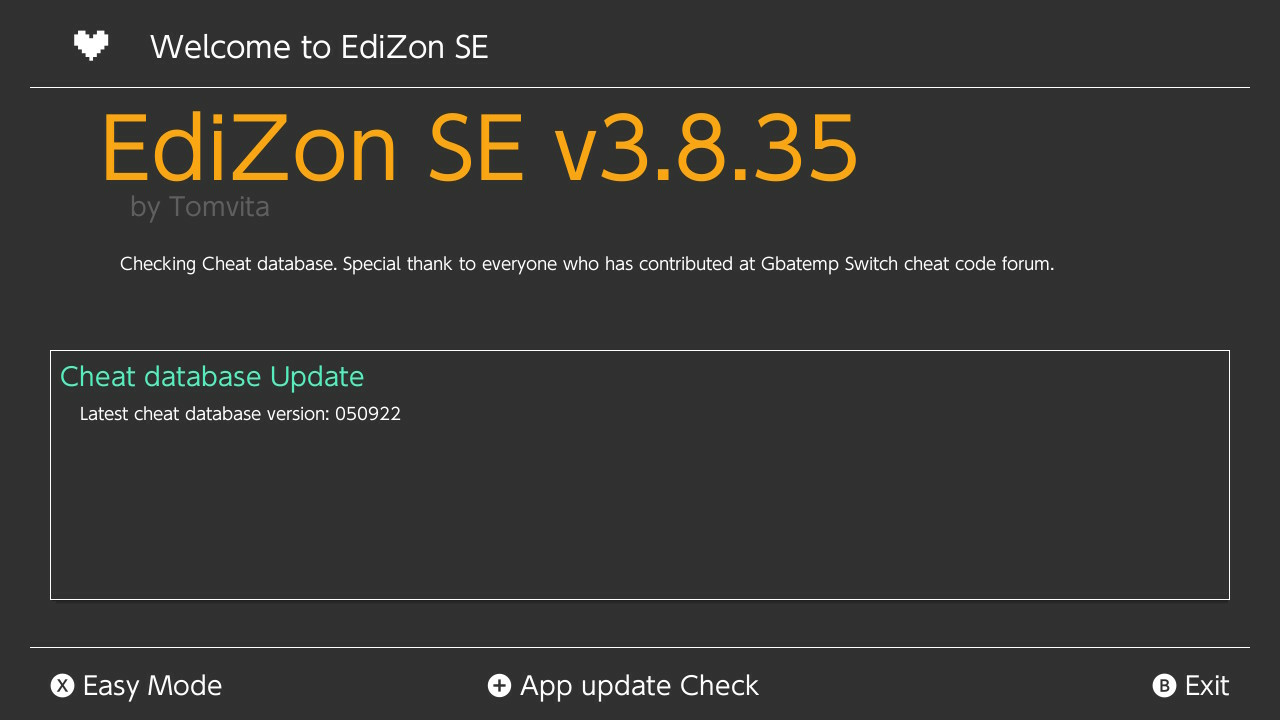 Welcome to EdiZon SE
EdiZon SE v3.8.35
by Tomvita
Checking Cheat database. Special thank to everyone who has contributed at Gbatemp Switch cheat code forum.
Cheat database Update
Latest cheat database version: 050922
X Easy Mode
+ App update Check
B Exit